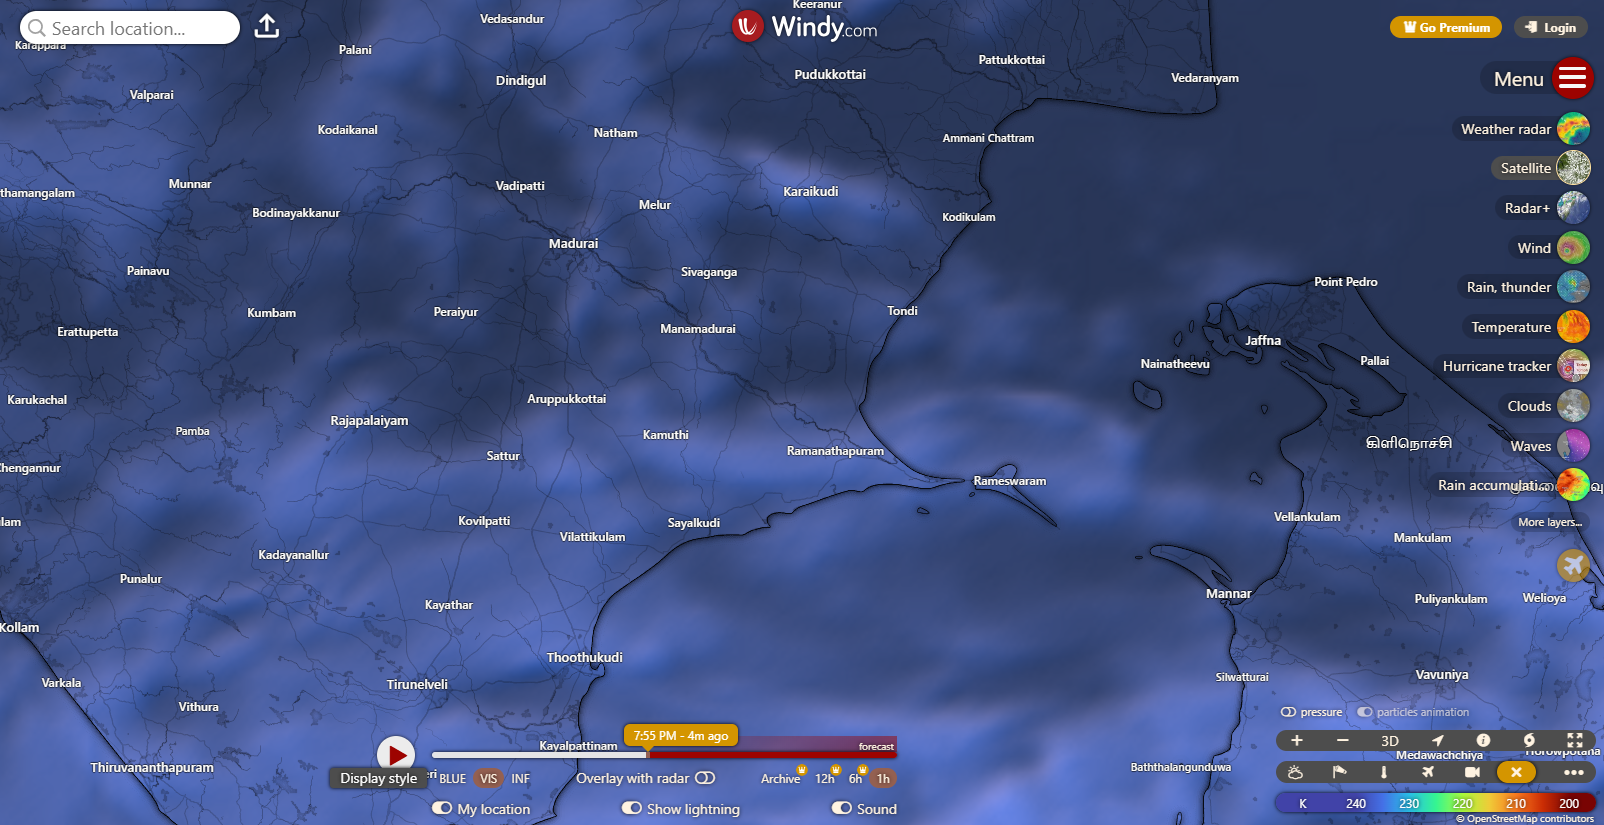 Search location...
Windy.com
Go Premium
Login
Menu
Weather radar
Satellite
Radar+
Wind
Rain, thunder
Temperature
Hurricane tracker
Clouds
Waves
Rain accumulati...
More layers...
Keeranur
Vedasandur
Karappara
Palani
Pattukkottai
Pudukkottai
Vedaranyam
Dindigul
Valparai
Kodaikanal
Natham
Ammani Chattram
Munnar
Vadipatti
Karaikudi
thamangalam
Melur
Bodinayakkanur
Kodikulam
Madurai
Painavu
Sivaganga
Point Pedro
Kumbam
Peraiyur
Tondi
Erattupetta
Manamadurai
Jaffna
Nainatheevu
Pallai
Karukachal
Aruppukkottai
Rajapalaiyam
Pamba
Kamuthi
கிளிநொச்சி
Sattur
Ramanathapuram
Chengannur
Rameswaram
Vellankulam
Kovilpatti
Sayalkudi
Vilattikulam
Mankulam
Kadayanallur
Punalur
Mannar
Puliyankulam
Welioya
Kayathar
Kollam
Thoothukudi
Vavuniya
Silwatturai
Varkala
Tirunelveli
Vithura
Kayalpattinam
Thiruvananthapuram
Baththalangunduwa
Medawachchiya
Horowpotana
7:55 PM - 4m ago
forecast
Display style
BLUE VIS INF
Overlay with radar
Archive 12h 6h 1h
My location
Show lightning
Sound
pressure
particles animation
3D
K 240 230 220 210 200
© OpenStreetMap contributors